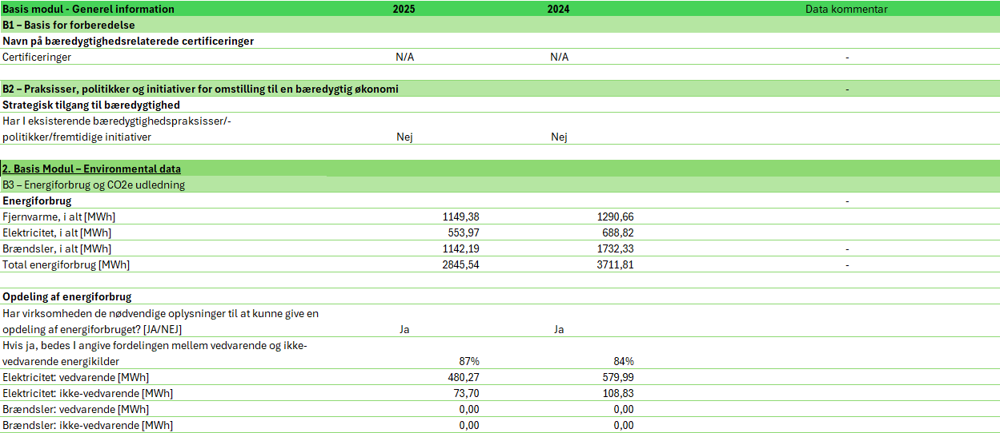 Basis modul - Generel information 2025 2024 Data kommentar
B1 – Basis for forberedelse
Navn på bæredygtighedsrelaterede certificeringer
Certificeringer N/A N/A -
B2 – Praksisser, politikker og initiativer for omstilling til en bæredygtig økonomi -
Strategisk tilgang til bæredygtighed
Har I eksisterende bæredygtighedspraksisser/-
politikker/fremtidige initiativer Nej Nej
2. Basis Modul – Environmental data
B3 – Energiforbrug og CO2e udledning
Energiforbrug -
Fjernvarme, i alt [MWh] 1149,38 1290,66
Elektricitet, i alt [MWh] 553,97 688,82
Brændsler, i alt [MWh] 1142,19 1732,33 -
Total energiforbrug [MWh] 2845,54 3711,81 -
Opdeling af energiforbrug
Har virksomheden de nødvendige oplysninger til at kunne give en
opdeling af energiforbruget? [JA/NEJ] Ja Ja
Hvis ja, bedes I angive fordelingen mellem vedvarende og ikke-
vedvarende energikilder 87% 84%
Elektricitet: vedvarende [MWh] 480,27 579,99
Elektricitet: ikke-vedvarende [MWh] 73,70 108,83
Brændsler: vedvarende [MWh] 0,00 0,00
Brændsler: ikke-vedvarende [MWh] 0,00 0,00